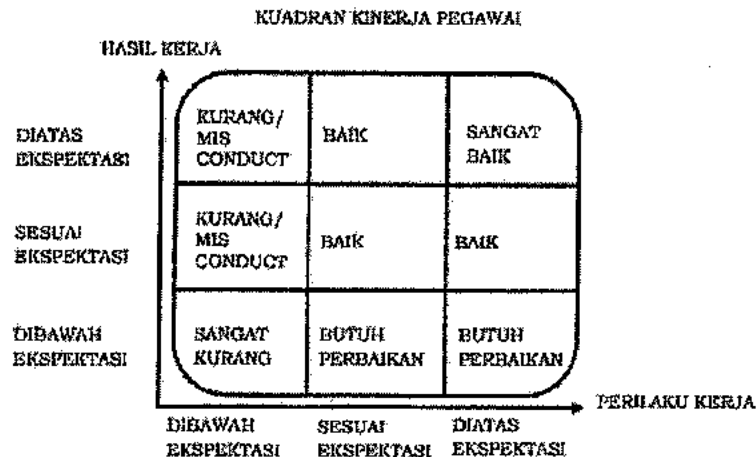 KUADRAN KINERJA PEGAWAI
HASIL KERJA
DIATAS
EKSPEKTASI
KURANG/
MIS
CONDUCT
BAIK
SANGAT
BAIK
SESUAI
EKSPEKTASI
KURANG/
MIS
CONDUCT
BAIK
BAIK
DIBAWAH
EKSPEKTASI
SANGAT
KURANG
BUTUH
PERBAIKAN
BUTUH
PERBAIKAN
PERILAKU KERJA
DIBAWAH
EKSPEKTASI
SESUAI
EKSPEKTASI
DIATAS
EKSPEKTASI